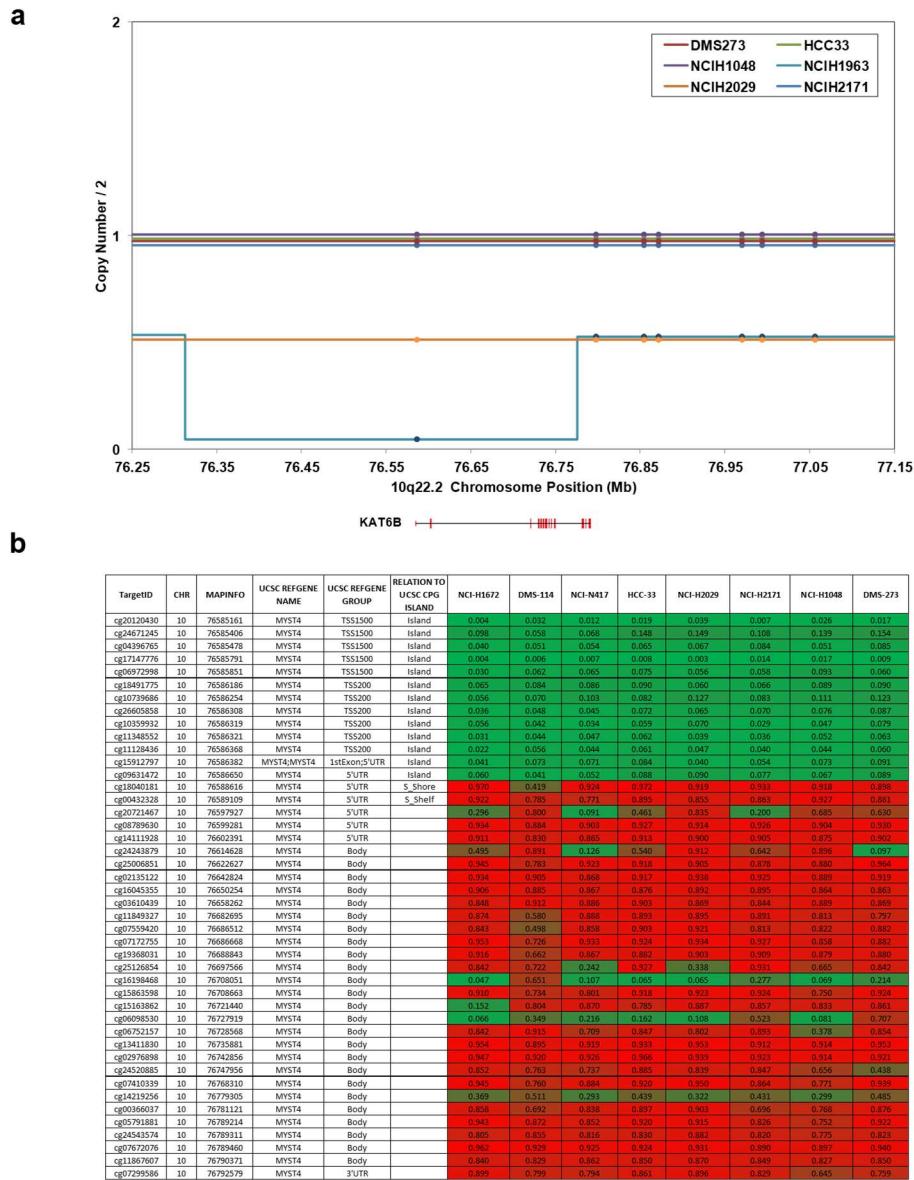 a
2
DMS273 HCC33
NCIH1048 NCIH1963
NCIH2029 NCIH2171
Copy Number / 2
1
0
76.25 76.35 76.45 76.55 76.65 76.75 76.85 76.95 77.05 77.15
10q22.2 Chromosome Position (Mb)
KAT6B
b
TargetID CHR MAPINFO UCSC REFGENE NAME UCSC REFGENE GROUP RELATION TO UCSC CPG ISLAND NCI-H1672 DMS-114 NCI-N417 HCC-33 NCI-H2029 NCI-H2171 NCI-H1048 DMS-273
cg20120430 10 76585161 MYST4 TSS1500 Island 0.004 0.032 0.012 0.019 0.039 0.007 0.026 0.017
cg24671245 10 76585406 MYST4 TSS1500 Island 0.098 0.058 0.068 0.148 0.149 0.108 0.139 0.154
cg04396765 10 76585478 MYST4 TSS1500 Island 0.040 0.051 0.054 0.065 0.067 0.084 0.051 0.085
cg17147776 10 76585791 MYST4 TSS1500 Island 0.004 0.006 0.007 0.008 0.003 0.014 0.017 0.009
cg06972998 10 76585851 MYST4 TSS1500 Island 0.030 0.062 0.065 0.075 0.056 0.058 0.093 0.060
cg18491775 10 76586186 MYST4 TSS200 Island 0.065 0.084 0.086 0.090 0.060 0.066 0.089 0.090
cg10739686 10 76586254 MYST4 TSS200 Island 0.056 0.070 0.103 0.082 0.127 0.083 0.111 0.123
cg26605858 10 76586308 MYST4 TSS200 Island 0.036 0.048 0.045 0.072 0.065 0.070 0.076 0.087
cg10359932 10 76586319 MYST4 TSS200 Island 0.056 0.042 0.034 0.059 0.070 0.029 0.047 0.079
cg11348552 10 76586321 MYST4 TSS200 Island 0.031 0.044 0.047 0.062 0.039 0.036 0.052 0.063
cg11128436 10 76586368 MYST4 TSS200 Island 0.022 0.056 0.044 0.061 0.047 0.040 0.044 0.060
cg15912797 10 76586382 MYST4;MYST4 1stExon;5'UTR Island 0.041 0.073 0.071 0.084 0.040 0.054 0.073 0.091
cg09631472 10 76586650 MYST4 5'UTR Island 0.060 0.041 0.052 0.088 0.090 0.077 0.067 0.089
cg18040181 10 76588616 MYST4 5'UTR S_Shore 0.970 0.419 0.924 0.972 0.919 0.933 0.918 0.898
cg00432328 10 76589109 MYST4 5'UTR S_Shelf 0.922 0.785 0.771 0.895 0.855 0.863 0.927 0.861
cg20721467 10 76597927 MYST4 5'UTR 0.296 0.800 0.091 0.461 0.835 0.200 0.685 0.630
cg08789630 10 76599281 MYST4 5'UTR 0.934 0.884 0.903 0.927 0.914 0.926 0.904 0.930
cg14111928 10 76602391 MYST4 5'UTR 0.911 0.830 0.865 0.913 0.900 0.905 0.875 0.902
cg24243879 10 76614628 MYST4 Body 0.495 0.891 0.126 0.540 0.912 0.642 0.896 0.097
cg25006851 10 76622627 MYST4 Body 0.945 0.783 0.923 0.918 0.905 0.878 0.880 0.964
cg02135122 10 76642824 MYST4 Body 0.934 0.905 0.868 0.917 0.938 0.925 0.889 0.919
cg16045355 10 76650254 MYST4 Body 0.906 0.885 0.867 0.876 0.892 0.895 0.864 0.863
cg03610439 10 76658262 MYST4 Body 0.848 0.912 0.886 0.903 0.869 0.844 0.889 0.869
cg11849327 10 76682695 MYST4 Body 0.874 0.580 0.888 0.893 0.895 0.891 0.813 0.797
cg07559420 10 76686512 MYST4 Body 0.843 0.498 0.858 0.903 0.921 0.813 0.822 0.882
cg07172755 10 76686668 MYST4 Body 0.953 0.726 0.933 0.924 0.934 0.927 0.858 0.882
cg19368031 10 76688843 MYST4 Body 0.916 0.662 0.867 0.882 0.903 0.909 0.879 0.880
cg25126854 10 76697566 MYST4 Body 0.842 0.722 0.242 0.927 0.338 0.931 0.665 0.842
cg16198468 10 76708051 MYST4 Body 0.047 0.651 0.107 0.065 0.065 0.277 0.069 0.214
cg15863598 10 76708663 MYST4 Body 0.910 0.734 0.801 0.918 0.923 0.924 0.750 0.924
cg15163862 10 76721440 MYST4 Body 0.152 0.804 0.870 0.785 0.887 0.857 0.835 0.861
cg06098530 10 76727919 MYST4 Body 0.066 0.349 0.216 0.162 0.108 0.523 0.081 0.707
cg06752157 10 76728568 MYST4 Body 0.842 0.915 0.709 0.847 0.802 0.893 0.378 0.854
cg13411830 10 76735881 MYST4 Body 0.954 0.895 0.919 0.933 0.953 0.912 0.914 0.953
cg02976898 10 76742856 MYST4 Body 0.947 0.920 0.926 0.966 0.939 0.923 0.914 0.921
cg24520885 10 76747956 MYST4 Body 0.852 0.763 0.737 0.885 0.839 0.847 0.656 0.438
cg07410339 10 76768310 MYST4 Body 0.945 0.760 0.884 0.920 0.950 0.864 0.771 0.939
cg14219256 10 76779305 MYST4 Body 0.369 0.511 0.293 0.439 0.322 0.431 0.299 0.485
cg00366037 10 76781121 MYST4 Body 0.858 0.692 0.838 0.897 0.903 0.696 0.768 0.876
cg05791881 10 76789214 MYST4 Body 0.943 0.872 0.852 0.920 0.915 0.826 0.752 0.922
cg24543574 10 76789311 MYST4 Body 0.805 0.855 0.816 0.830 0.882 0.820 0.775 0.823
cg07672076 10 76789460 MYST4 Body 0.962 0.929 0.925 0.924 0.931 0.890 0.897 0.940
cg11867607 10 76790371 MYST4 Body 0.840 0.829 0.862 0.850 0.870 0.849 0.827 0.850
cg07299586 10 76792579 MYST4 3'UTR 0.899 0.799 0.794 0.861 0.896 0.829 0.645 0.759